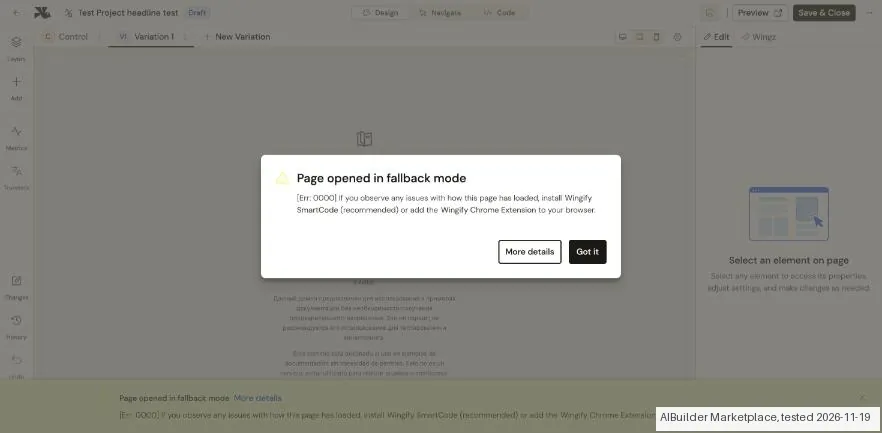 Test Project headline test
Draft
Design
Navigate
Code
Preview
Save & Close
C
Control
V1
Variation 1
New Variation
Edit
Wingz
Layers
Add
Metrics
Translate
Changes
History
Undo
Page opened in fallback mode
[Err: 0000] If you observe any issues with how this page has loaded, install Wingify
SmartCode (recommended) or add the Wingify Chrome Extension to your browser.
More details
Got it
Select an element on page
Select any element to access its properties,
adjust settings, and make changes as needed
Page opened in fallback mode More details
[Err: 0000] If you observe any issues with how this page has loaded, install Wingify SmartCode (recommended) or add the Wingify Chrome Extension
AIBuilder Marketplace, tested 2026-11-19